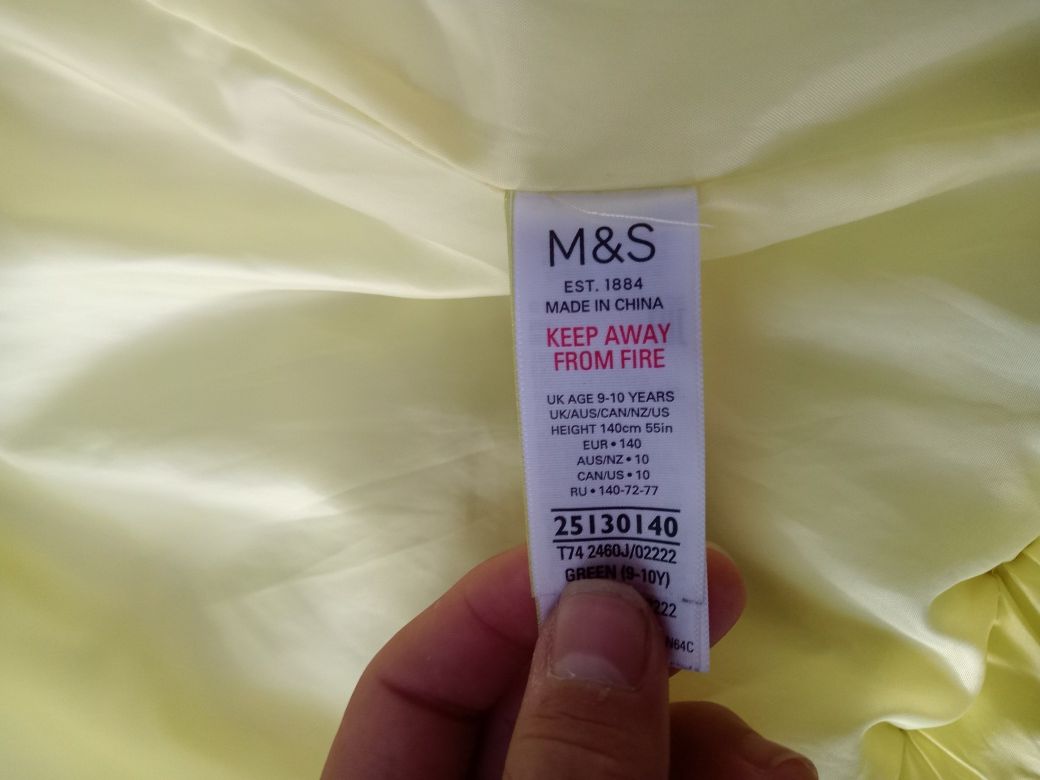 M&S
EST. 1884
MADE IN CHINA
KEEP AWAY
FROM FIRE
UK AGE 9-10 YEARS
UK/AUS/CAN/NZ/US
HEIGHT 140cm 55in
EUR • 140
AUS/NZ • 10
CAN/US • 10
RU • 140-72-77
25130140
T74 2460J/02222
GREEN (9-10Y)